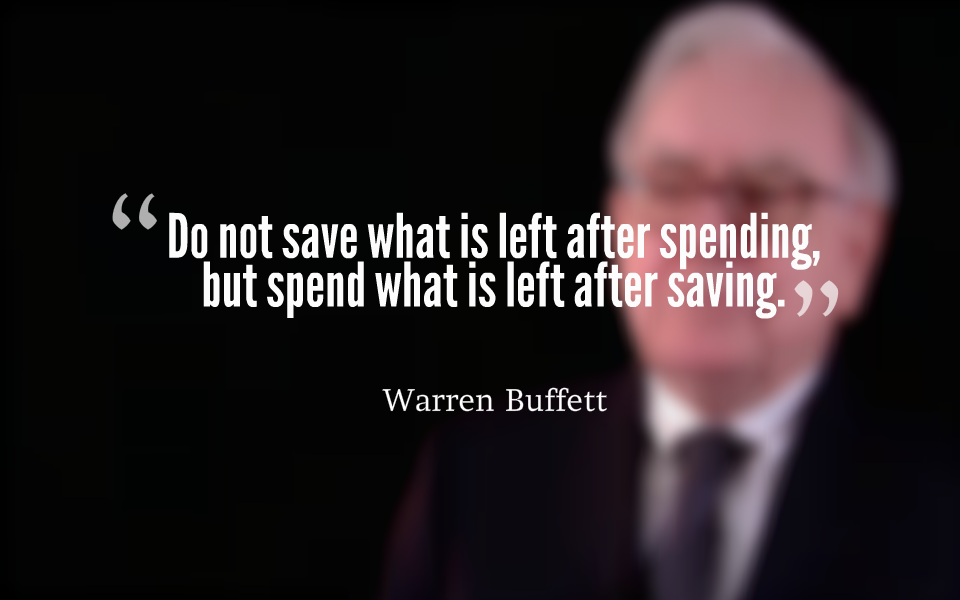 “Do not save what is left after spending,
but spend what is left after saving.”
Warren Buffett